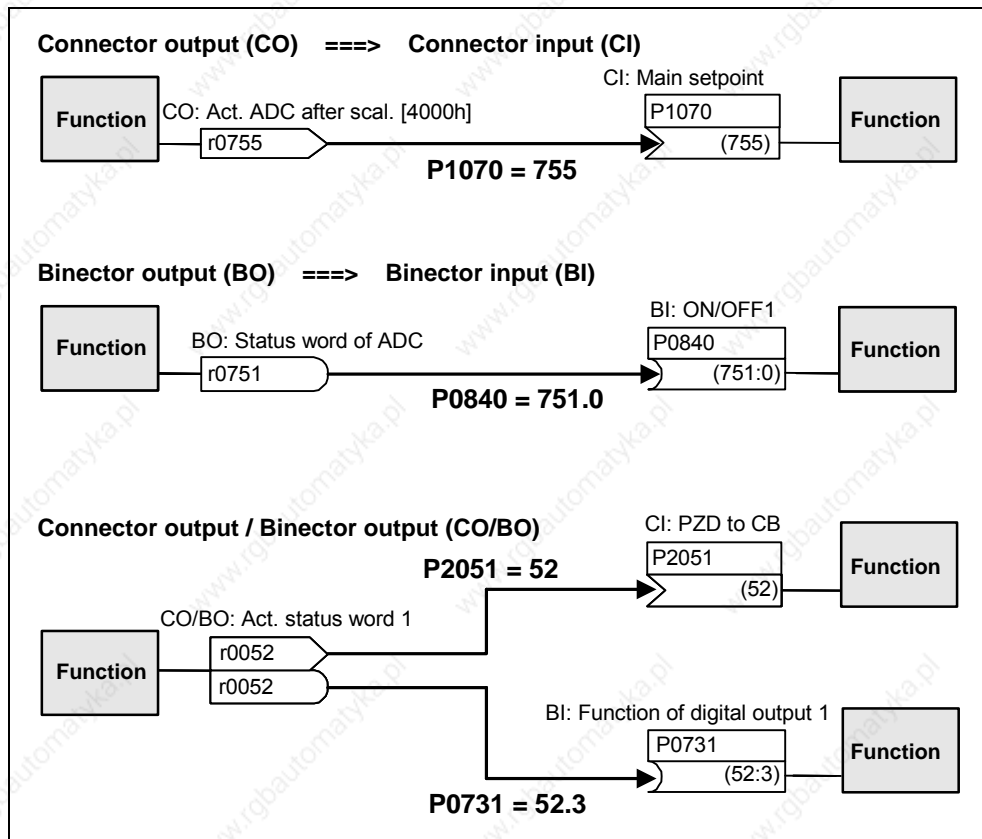 Connector output (CO) ===> Connector input (CI)
CI: Main setpoint
Function
CO: Act. ADC after scal. [4000h]
r0755
P1070
(755)
Function
P1070 = 755
Binector output (BO) ===> Binector input (BI)
BI: ON/OFF1
Function
BO: Status word of ADC
r0751
P0840
(751:0)
Function
P0840 = 751.0
Connector output / Binector output (CO/BO)
CI: PZD to CB
P2051 = 52
P2051
(52)
Function
CO/BO: Act. status word 1
Function
r0052
r0052
BI: Function of digital output 1
P0731
(52:3)
Function
P0731 = 52.3
www.rgbautomatyka.pl